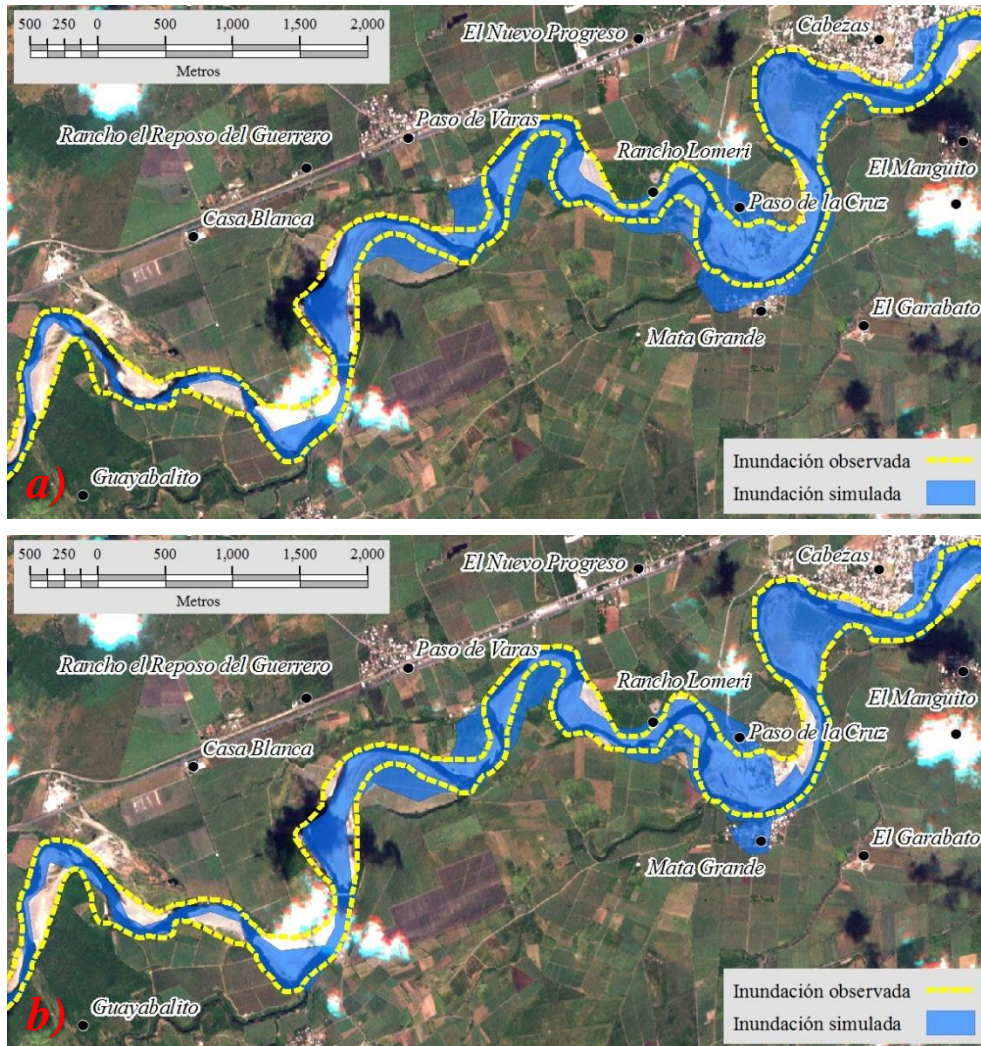 500 250 0 500 1,000 1,500 2,000
Metros
El Nuevo Progreso
Cabezas
Rancho el Reposo del Guerrero
Paso de Varas
Rancho Lomeri
El Manguito
Casa Blanca
Paso de la Cruz
Mata Grande
El Garabato
Guayabalito
a)
Inundación observada
Inundación simulada
500 250 0 500 1,000 1,500 2,000
Metros
El Nuevo Progreso
Cabezas
Rancho el Reposo del Guerrero
Paso de Varas
Rancho Lomeri
El Manguito
Casa Blanca
Paso de la Cruz
Mata Grande
El Garabato
Guayabalito
b)
Inundación observada
Inundación simulada